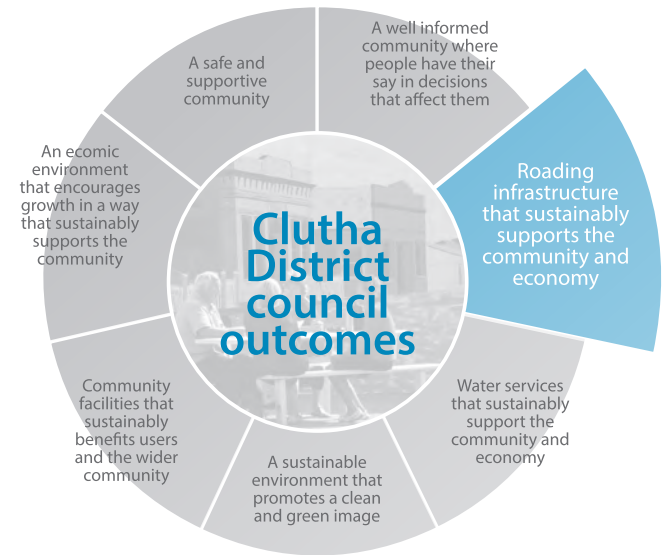 A well informed
community where
people have their
say in decisions
that affect them
Roading
infrastructure
that sustainably
supports the
community and
economy
Water services
that sustainably
support the
community and
economy
A sustainable
environment that
promotes a clean
and green image
Community
facilities that
sustainably
benefits users
and the wider
community
An ecomic
environment
that encourages
growth in a way
that sustainably
supports the
community
A safe and
supportive
community
Clutha
District
council
outcomes